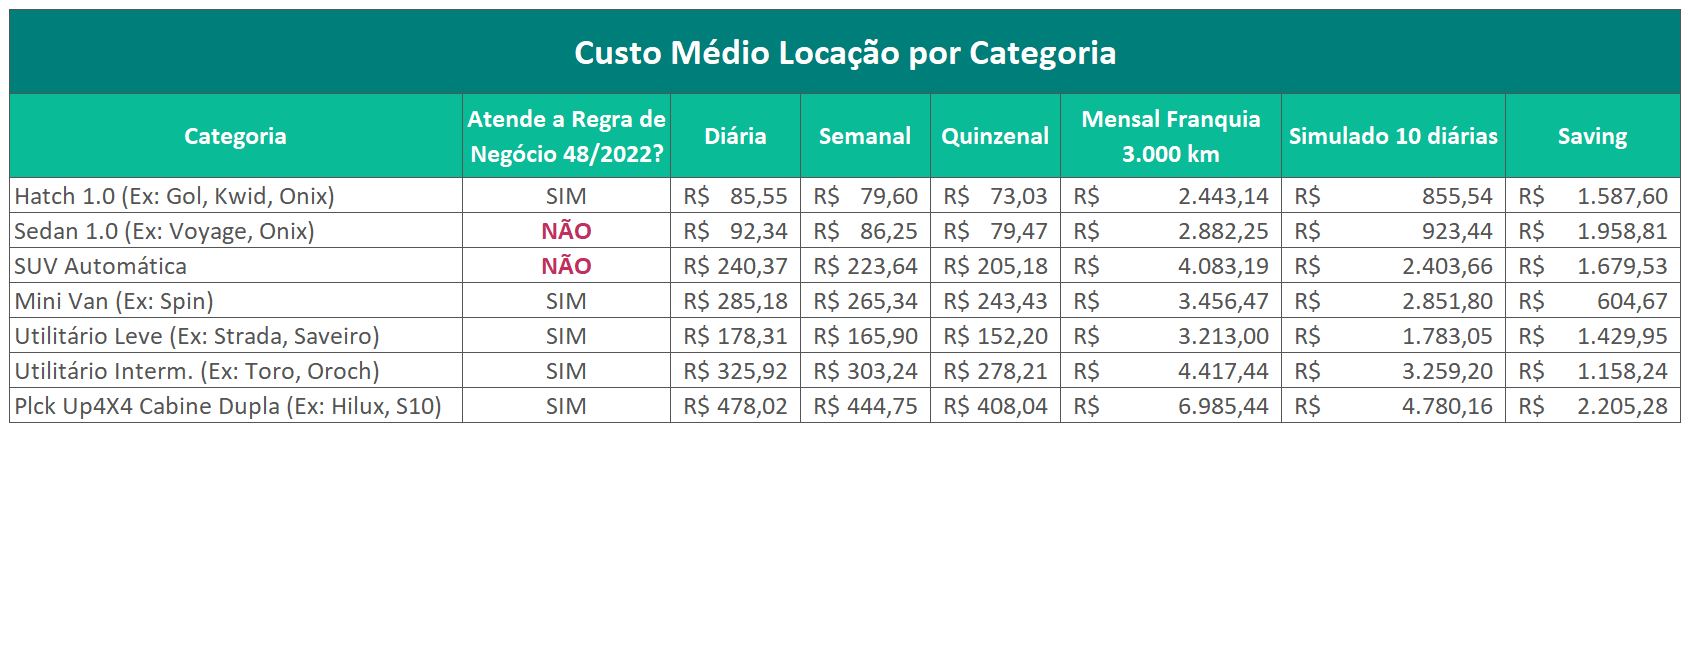 Custo Médio Locação por Categoria
Categoria Atende a Regra de Negócio 48/2022? Diária Semanal Quinzenal Mensal Franquia 3.000 km Simulado 10 diárias Saving
Hatch 1.0 (Ex: Gol, Kwid, Onix) SIM R$ 85,55 R$ 79,60 R$ 73,03 R$ 2.443,14 R$ 855,54 R$ 1.587,60
Sedan 1.0 (Ex: Voyage, Onix) NÃO R$ 92,34 R$ 86,25 R$ 79,47 R$ 2.882,25 R$ 923,44 R$ 1.958,81
SUV Automática NÃO R$ 240,37 R$ 223,64 R$ 205,18 R$ 4.083,19 R$ 2.403,66 R$ 1.679,53
Mini Van (Ex: Spin) SIM R$ 285,18 R$ 265,34 R$ 243,43 R$ 3.456,47 R$ 2.851,80 R$ 604,67
Utilitário Leve (Ex: Strada, Saveiro) SIM R$ 178,31 R$ 165,90 R$ 152,20 R$ 3.213,00 R$ 1.783,05 R$ 1.429,95
Utilitário Interm. (Ex: Toro, Oroch) SIM R$ 325,92 R$ 303,24 R$ 278,21 R$ 4.417,44 R$ 3.259,20 R$ 1.158,24
Plck Up4X4 Cabine Dupla (Ex: Hilux, S10) SIM R$ 478,02 R$ 444,75 R$ 408,04 R$ 6.985,44 R$ 4.780,16 R$ 2.205,28